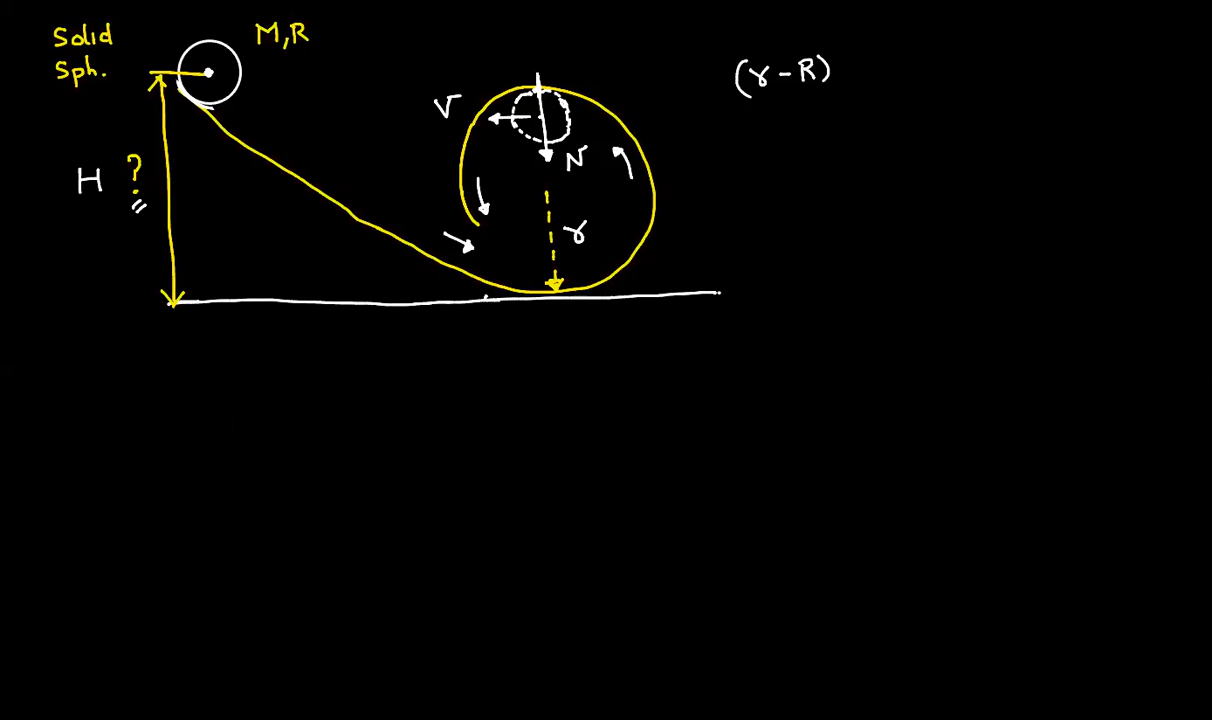 Solid
Sph.
M,R
(r-R)
V
N
H ?
r